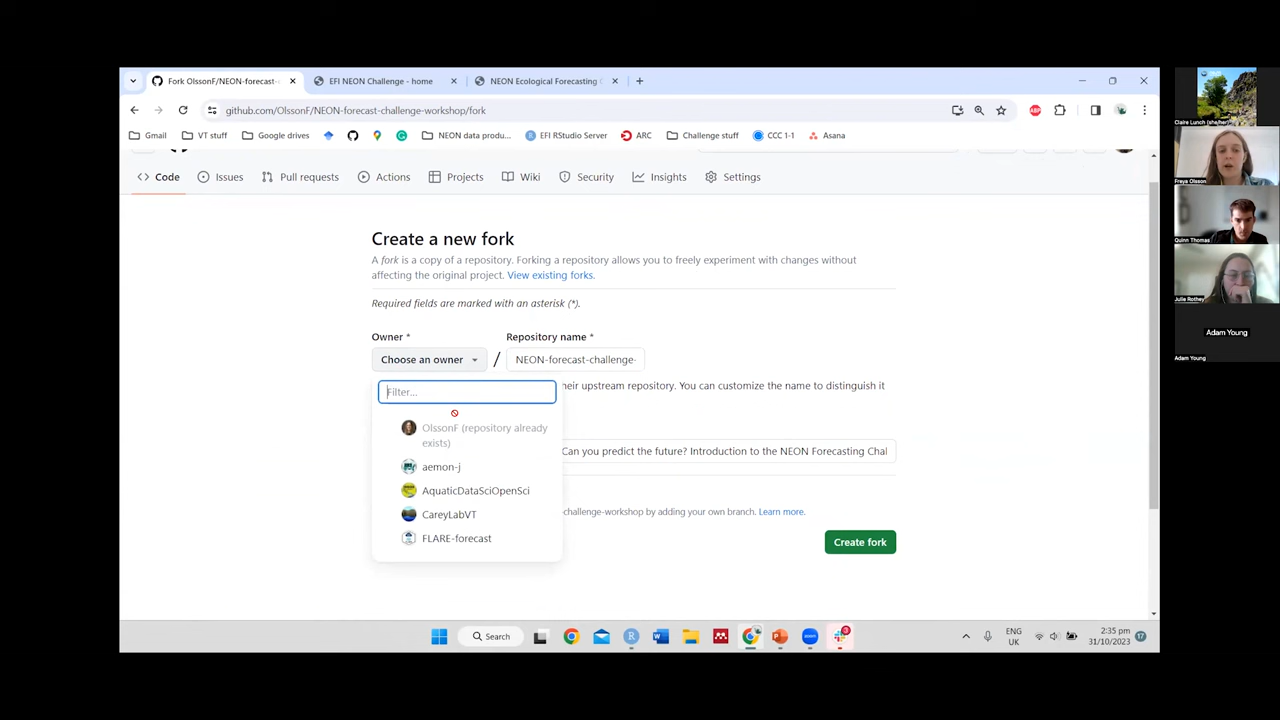 Fork OlssonF/NEON-forecast-
EFI NEON Challenge - home
NEON Ecological Forecasting C
github.com/OlssonF/NEON-forecast-challenge-workshop/fork
Gmail
VT stuff
Google drives
NEON data produ...
EFI RStudio Server
ARC
Challenge stuff
CCC 1-1
Asana
Code
Issues
Pull requests
Actions
Projects
Wiki
Security
Insights
Settings
Create a new fork
A fork is a copy of a repository. Forking a repository allows you to freely experiment with changes without
affecting the original project. View existing forks.
Required fields are marked with an asterisk (*).
Owner *
Repository name *
Choose an owner
/
NEON-forecast-challenge-
Filter...
heir upstream repository. You can customize the name to distinguish it
OlssonF (repository already
exists)
Can you predict the future? Introduction to the NEON Forecasting Chal
aemon-j
AquaticDataSciOpenSci
CareyLabVT
-challenge-workshop by adding your own branch. Learn more.
FLARE-forecast
Create fork
Search
ENG
UK
2:35 pm
31/10/2023
17
Claire Lunch (she/her)
Freya Olsson
Quinn Thomas
Julie Rothey
Adam Young
Adam Young